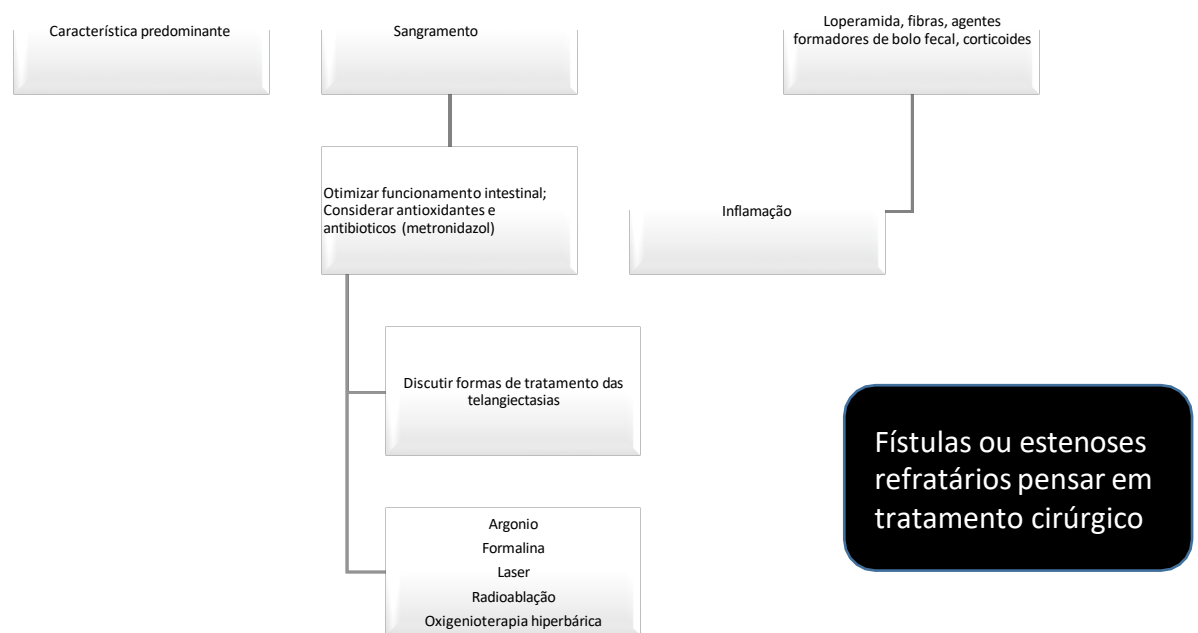 Característica predominante
Sangramento
Loperamida, fibras, agentes
formadores de bolo fecal, corticoides
Otimizar funcionamento intestinal;
Considerar antioxidantes e
antibioticos (metronidazol)
Inflamação
Discutir formas de tratamento das
telangiectasias
Fístulas ou estenoses
refratários pensar em
tratamento cirúrgico
Argonio
Formalina
Laser
Radioablação
Oxigenioterapia hiperbárica